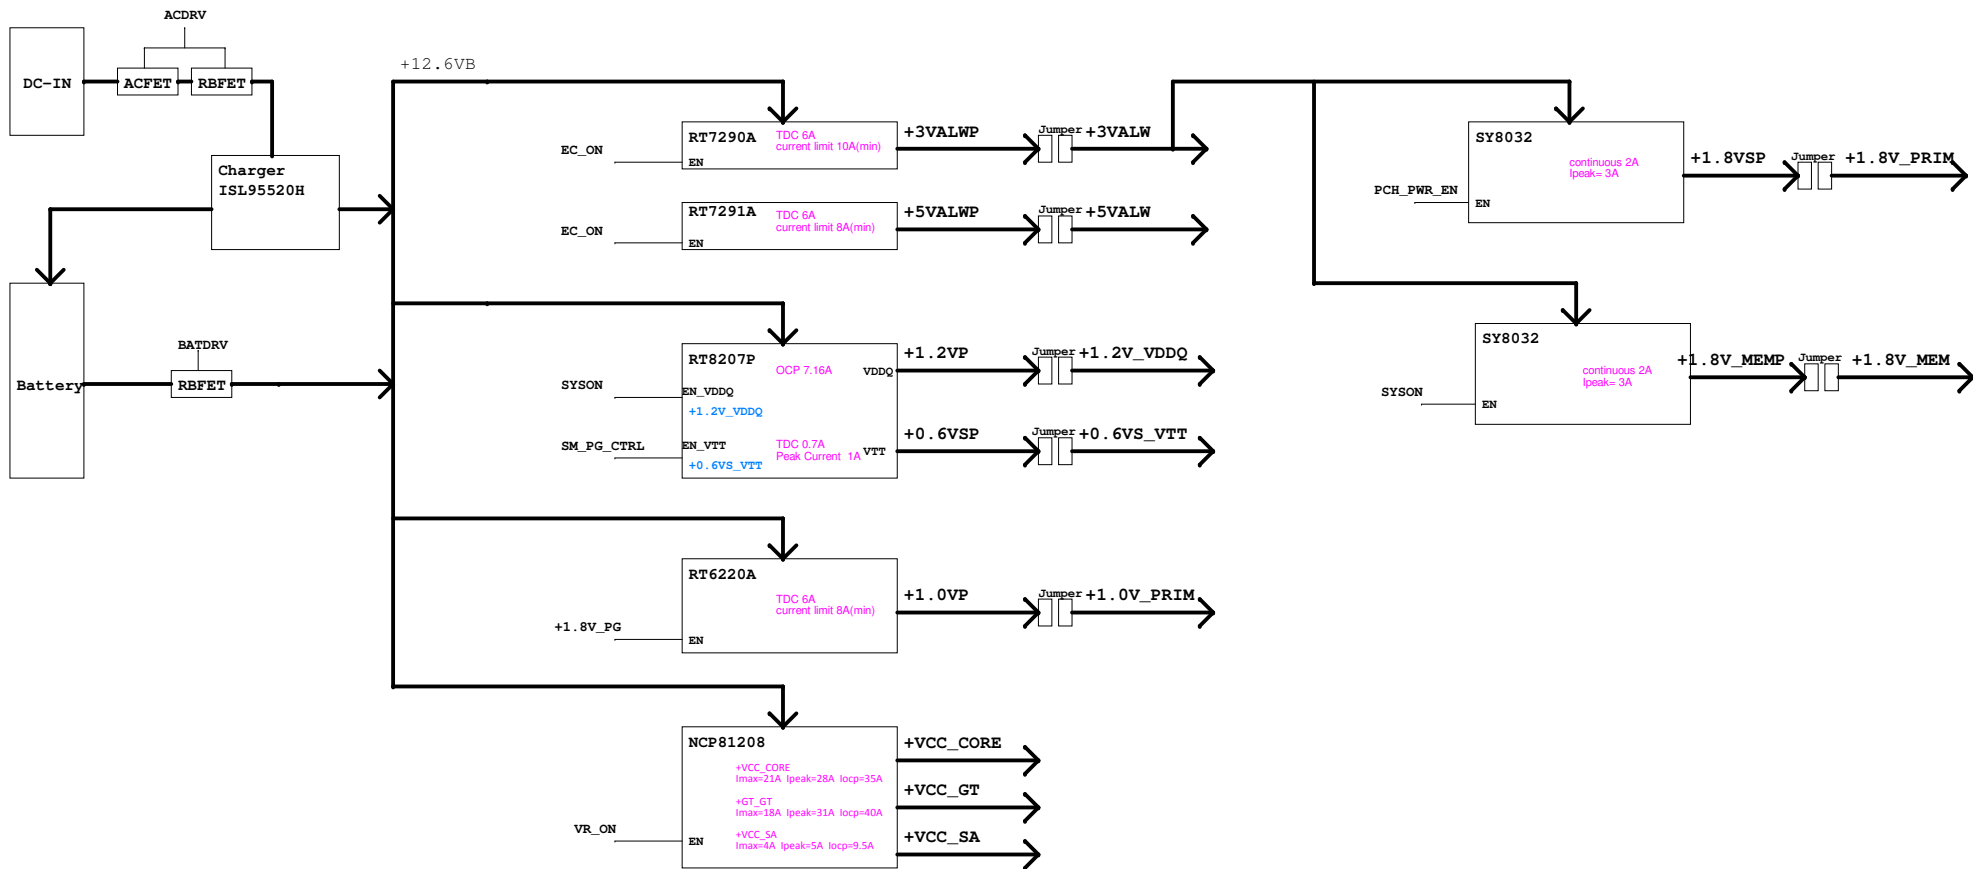 ACDRV
DC-IN
ACFET
RBFET
+12.6VB
Charger
ISL95520H
Battery
BATDRV
RBFET
EC_ON
RT7290A
TDC 6A
current limit 10A(min)
EN
+3VALWP
Jumper
+3VALW
EC_ON
RT7291A
TDC 6A
current limit 8A(min)
EN
+5VALWP
Jumper
+5VALW
SYSON
SM_PG_CTRL
RT8207P
OCP 7.16A
VDDQ
EN_VDDQ
+1.2V_VDDQ
EN_VTT
+0.6VS_VTT
TDC 0.7A
Peak Current 1A
VTT
+1.2VP
Jumper
+1.2V_VDDQ
+0.6VSP
Jumper
+0.6VS_VTT
+1.8V_PG
RT6220A
TDC 6A
current limit 8A(min)
EN
+1.0VP
Jumper
+1.0V_PRIM
VR_ON
NCP81208
+VCC_CORE
Imax=21A Ipeak=28A Iocp=35A
+GT_GT
Imax=18A Ipeak=31A Iocp=40A
+VCC_SA
Imax=4A Ipeak=5A Iocp=9.5A
EN
+VCC_CORE
+VCC_GT
+VCC_SA
PCH_PWR_EN
SY8032
continuous 2A
Ipeak= 3A
EN
+1.8VSP
Jumper
+1.8V_PRIM
SYSON
SY8032
continuous 2A
Ipeak= 3A
EN
+1.8V_MEMP
Jumper
+1.8V_MEM